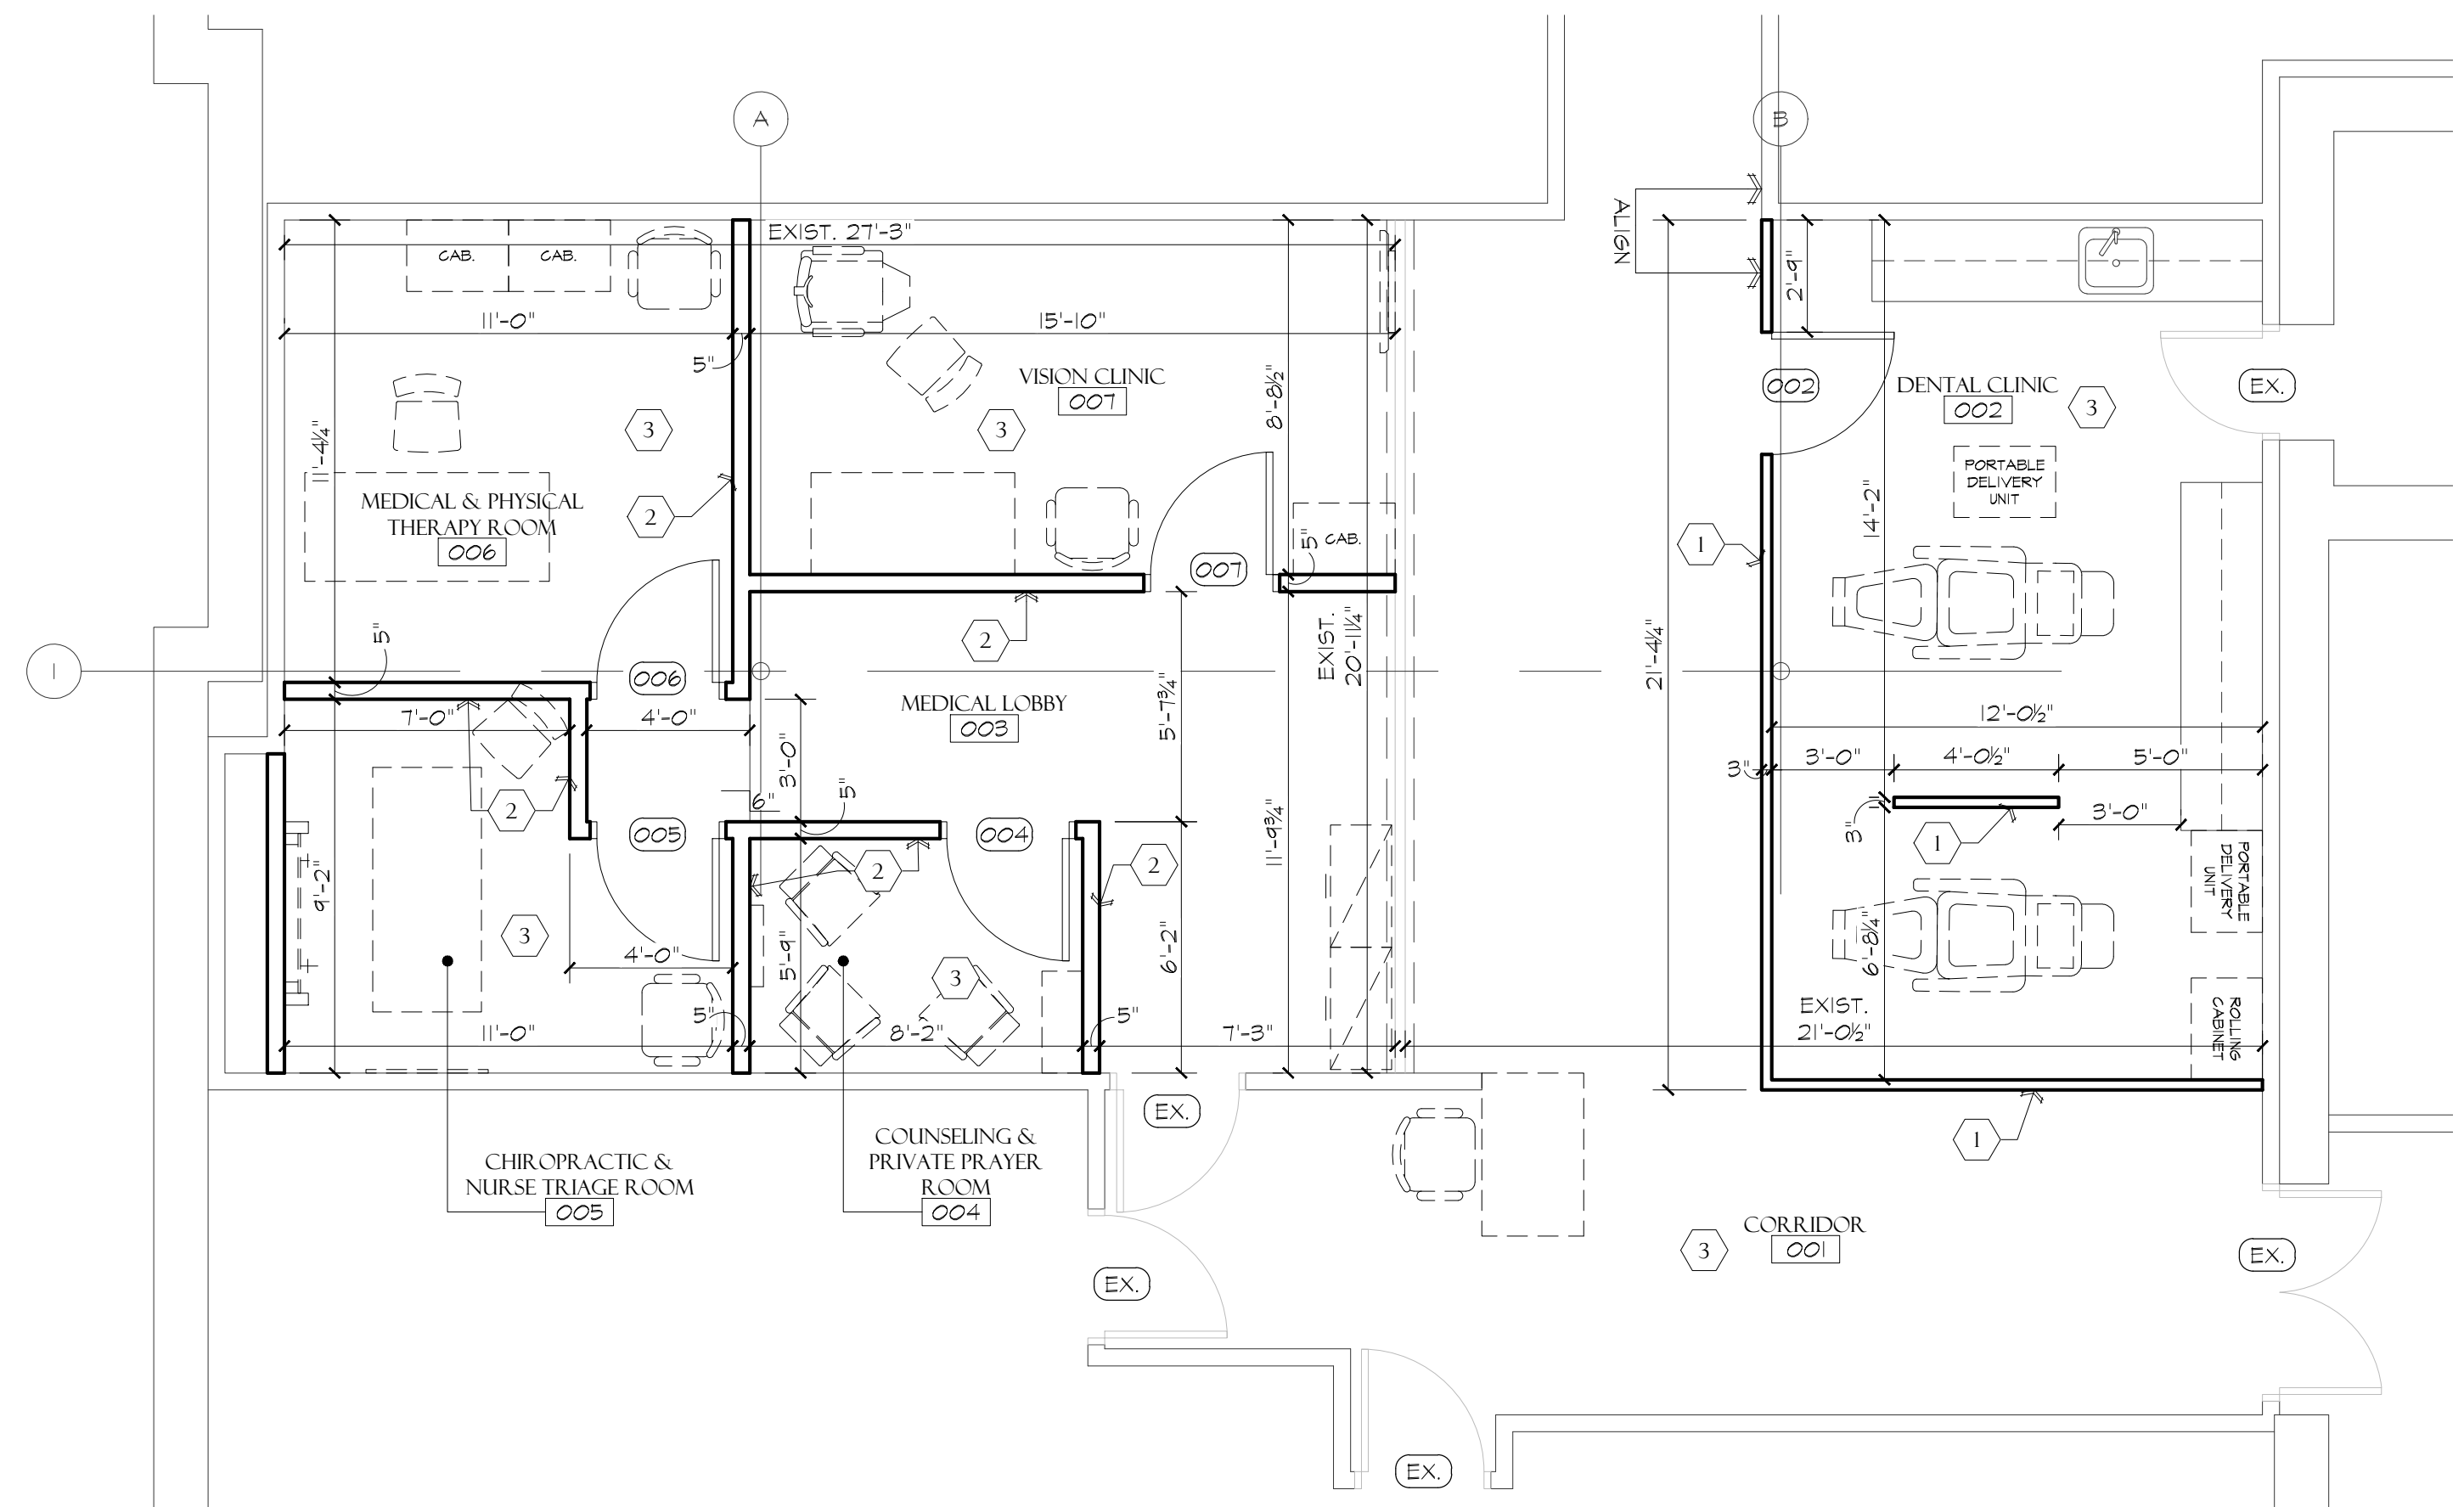 A
B
EXIST. 27'-3"
ALIGN
CAB.
CAB.
2'-9"
11'-0"
15'-10"
5"
VISION CLINIC
007
8'-8½"
002
DENTAL CLINIC
002
3
EX.
11'-4¼"
3
3
PORTABLE
DELIVERY
UNIT
14'-2"
MEDICAL & PHYSICAL
THERAPY ROOM
006
2
5"
CAB.
1
007
5"
2
EXIST.
20'-11¼"
21'-4¼"
1
006
MEDICAL LOBBY
003
5'-7¾"
7'-0"
4'-0"
12'-0½"
3'-0"
3"
3'-0"
4'-0½"
5'-0"
6"
5"
2
3"
3'-0"
005
004
11'-9¾"
1
9'-2"
2
2
PORTABLE
DELIVERY
UNIT
3
4'-0"
5'-9"
3
6'-2"
6'-8¼"
5"
5"
EXIST.
21'-0½"
ROLLING
CABINET
11'-0"
8'-2"
7'-3"
EX.
CHIROPRACTIC &
NURSE TRIAGE ROOM
005
COUNSELING &
PRIVATE PRAYER
ROOM
004
1
CORRIDOR
001
3
EX.
EX.
EX.